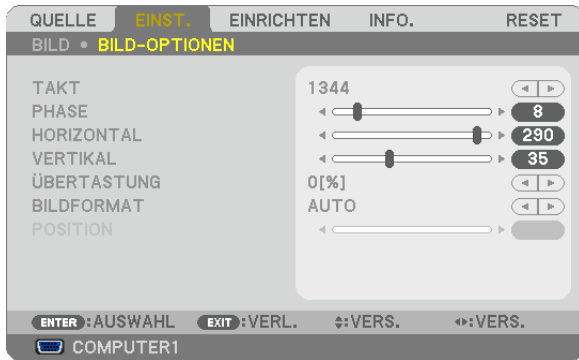 QUELLE EINST. EINRICHTEN INFO. RESET
BILD • BILD-OPTIONEN
TAKT 1344
PHASE 8
HORIZONTAL 290
VERTIKAL 35
ÜBERTASTUNG 0[%]
BILDFORMAT AUTO
POSITION
ENTER :AUSWAHL EXIT :VERL. :VERS. :VERS.
COMPUTER1